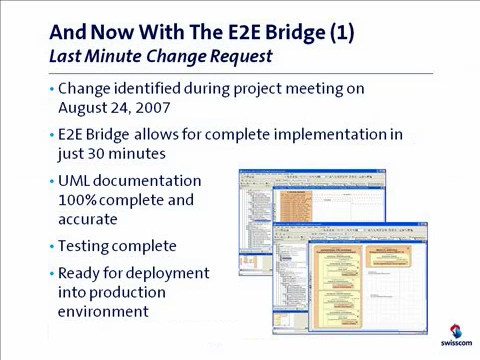 And Now With The E2E Bridge (1)
Last Minute Change Request
• Change identified during project meeting on
August 24, 2007
• E2E Bridge allows for complete implementation in
just 30 minutes
• UML documentation
100% complete and
accurate
• Testing complete
• Ready for deployment
into production
environment
swisscom